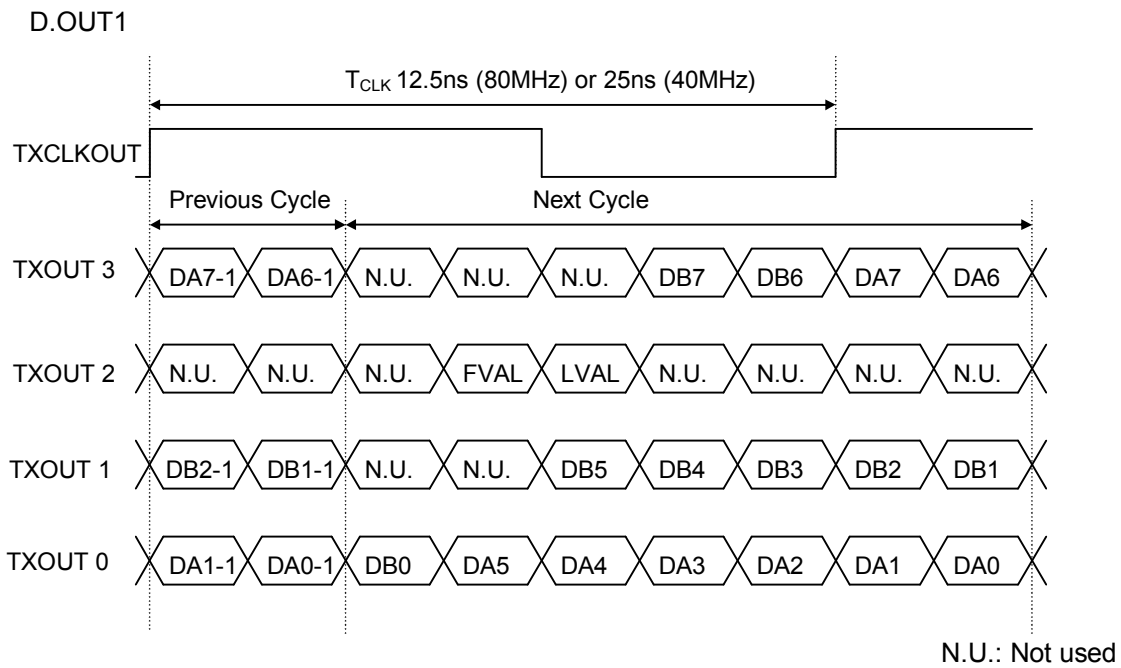 D.OUT1
TCLK 12.5ns (80MHz) or 25ns (40MHz)
TXCLKOUT
Previous Cycle Next Cycle
TXOUT 3 DA7-1 DA6-1 N.U. N.U. N.U. DB7 DB6 DA7 DA6
TXOUT 2 N.U. N.U. N.U. FVAL LVAL N.U. N.U. N.U. N.U.
TXOUT 1 DB2-1 DB1-1 N.U. N.U. DB5 DB4 DB3 DB2 DB1
TXOUT 0 DA1-1 DA0-1 DB0 DA5 DA4 DA3 DA2 DA1 DA0
N.U.: Not used